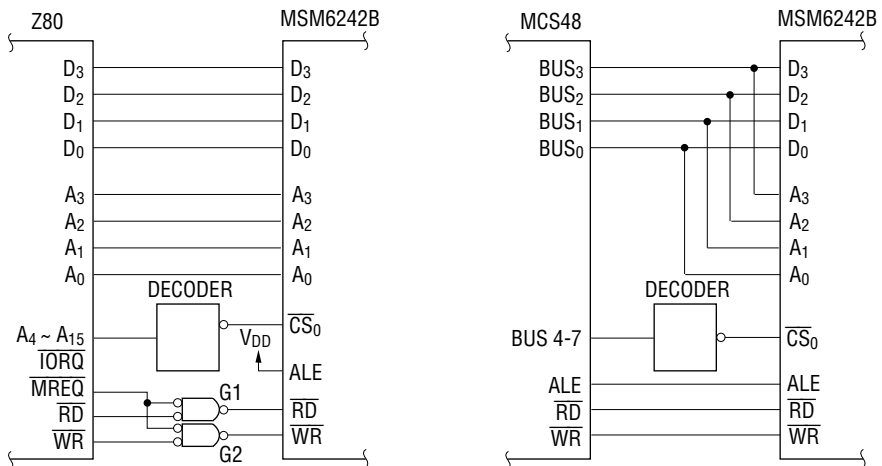 Z80
MSM6242B
D3
D3
D2
D2
D1
D1
D0
D0
A3
A3
A2
A2
A1
A1
A0
A0
DECODER
A4 ~ A15
VDD
CS0
IORQ
ALE
MREQ
G1
RD
RD
WR
WR
G2
MCS48
MSM6242B
BUS3
D3
BUS2
D2
BUS1
D1
BUS0
D0
A3
A2
A1
A0
DECODER
BUS 4-7
CS0
ALE
ALE
RD
RD
WR
WR